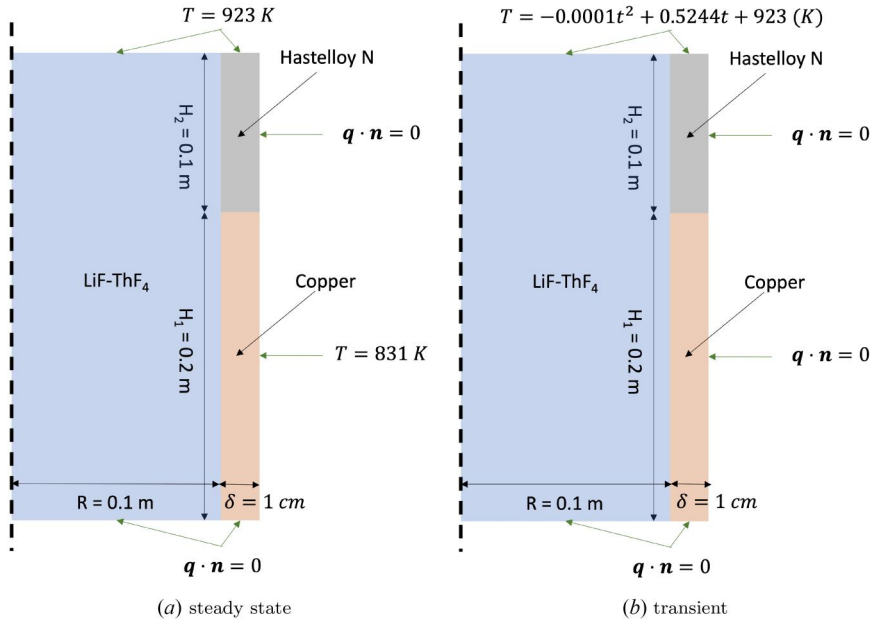 T = 923 K
Hastelloy N
H₂ = 0.1 m
q · n = 0
LiF-ThF₄
Copper
H₁ = 0.2 m
T = 831 K
R = 0.1 m
δ = 1 cm
q · n = 0
(a) steady state
T = −0.0001t² + 0.5244t + 923 (K)
Hastelloy N
H₂ = 0.1 m
q · n = 0
LiF-ThF₄
Copper
H₁ = 0.2 m
q · n = 0
R = 0.1 m
δ = 1 cm
q · n = 0
(b) transient